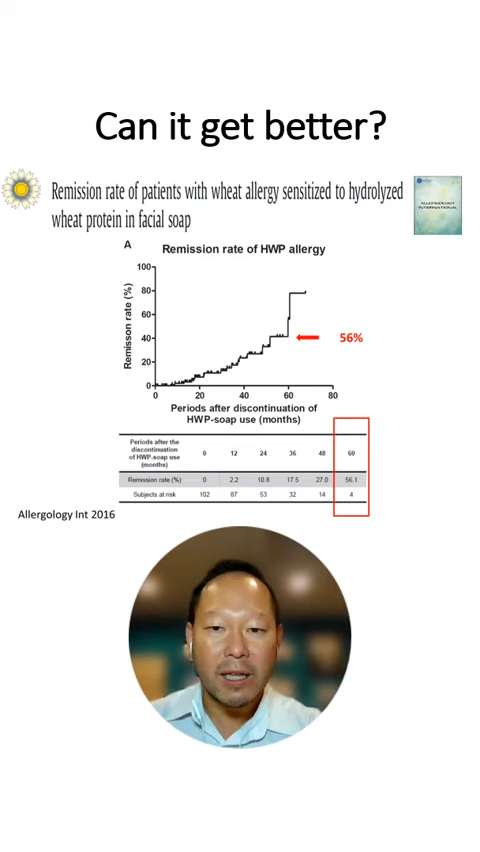 Can it get better?
Remission rate of patients with wheat allergy sensitized to hydrolyzed
wheat protein in facial soap
ALLERGOLOGY
INTERNATIONAL
A
Remission rate of HWP allergy
Remisson rate (%)
100
80
60
40
20
0
0 20 40 60 80
Periods after discontinuation of
HWP-soap use (months)
56%
Periods after the
discontinuation
of HWP-soap use
(months)
0 12 24 36 48 60
Remission rate (%) 0 2.2 10.8 17.5 27.0 56.1
Subjects at risk 102 87 53 32 14 4
Allergology Int 2016